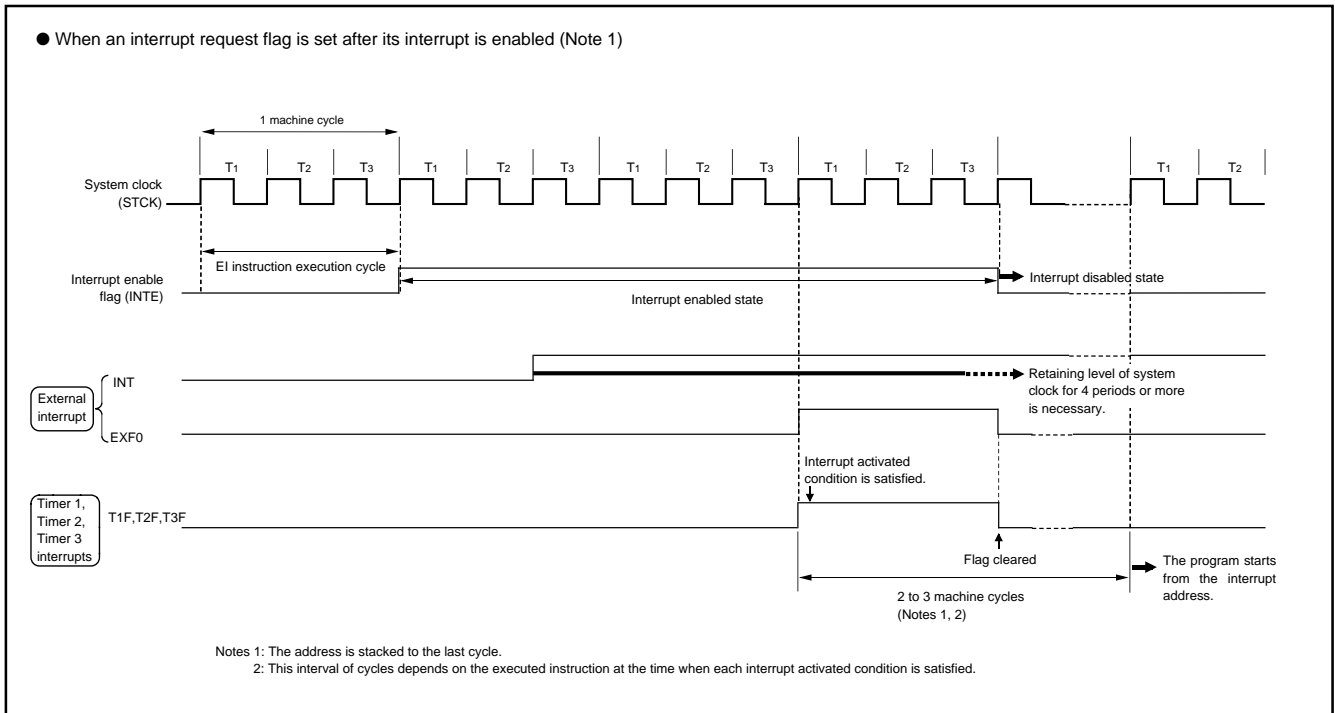 ● When an interrupt request flag is set after its interrupt is enabled (Note 1)
1 machine cycle
T1 T2 T3 T1 T2 T3 T1 T2 T3 T1 T2 T3 T1 T2
System clock
(STCK)
EI instruction execution cycle
Interrupt enable
flag (INTE)
Interrupt enabled state
Interrupt disabled state
External
interrupt
INT
EXF0
Retaining level of system
clock for 4 periods or more
is necessary.
Interrupt activated
condition is satisfied.
Timer 1,
Timer 2,
Timer 3
interrupts
T1F,T2F,T3F
Flag cleared
2 to 3 machine cycles
(Notes 1, 2)
The program starts
from the interrupt
address.
Notes 1: The address is stacked to the last cycle.
2: This interval of cycles depends on the executed instruction at the time when each interrupt activated condition is satisfied.